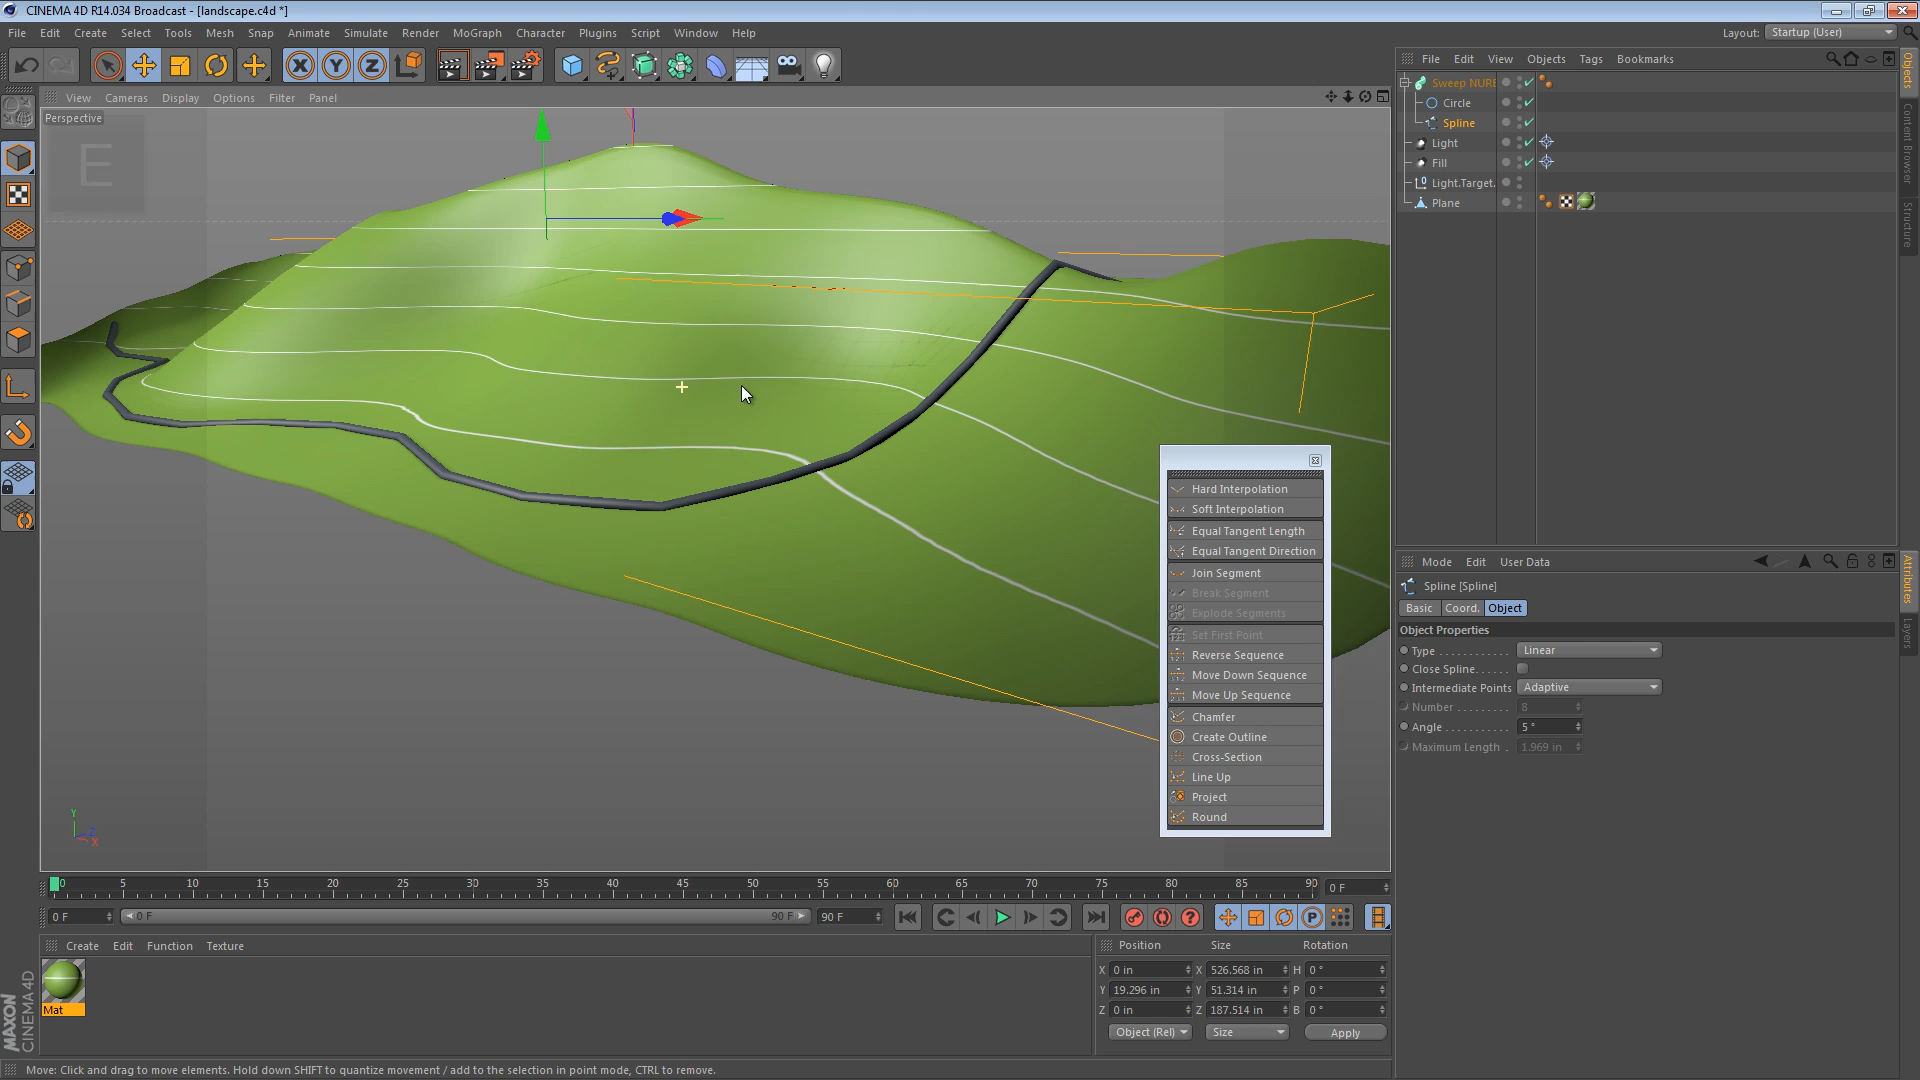 CINEMA 4D R14.034 Broadcast - [landscape.c4d *]
File Edit Create Select Tools Mesh Snap Animate Simulate Render MoGraph Character Plugins Script Window Help
Layout: Startup (User)
X Y Z
View Cameras Display Options Filter Panel
Perspective
E
File Edit View Objects Tags Bookmarks
Sweep NURB
Circle
Spline
Light
Fill
Light.Target.
Plane
Objects
Content Browser
Structure
Hard Interpolation
Soft Interpolation
Equal Tangent Length
Equal Tangent Direction
Join Segment
Break Segment
Explode Segments
Set First Point
Reverse Sequence
Move Down Sequence
Move Up Sequence
Chamfer
Create Outline
Cross-Section
Line Up
Project
Round
Mode Edit User Data
Spline [Spline]
Basic Coord. Object
Object Properties
Type Linear
Close Spline
Intermediate Points Adaptive
Number 8
Angle 5 °
Maximum Length 1.969 in
Attributes
Layers
Y
Z
X
0 5 10 15 20 25 30 35 40 45 50 55 60 65 70 75 80 85 90
0 F
0 F 0 F 90 F 90 F
P
Create Edit Function Texture
Mat
Position Size Rotation
X 0 in X 526.568 in H 0 °
Y 19.296 in Y 51.314 in P 0 °
Z 0 in Z 187.514 in B 0 °
Object (Rel) Size Apply
MAXON
CINEMA 4D
Move: Click and drag to move elements. Hold down SHIFT to quantize movement / add to the selection in point mode, CTRL to remove.